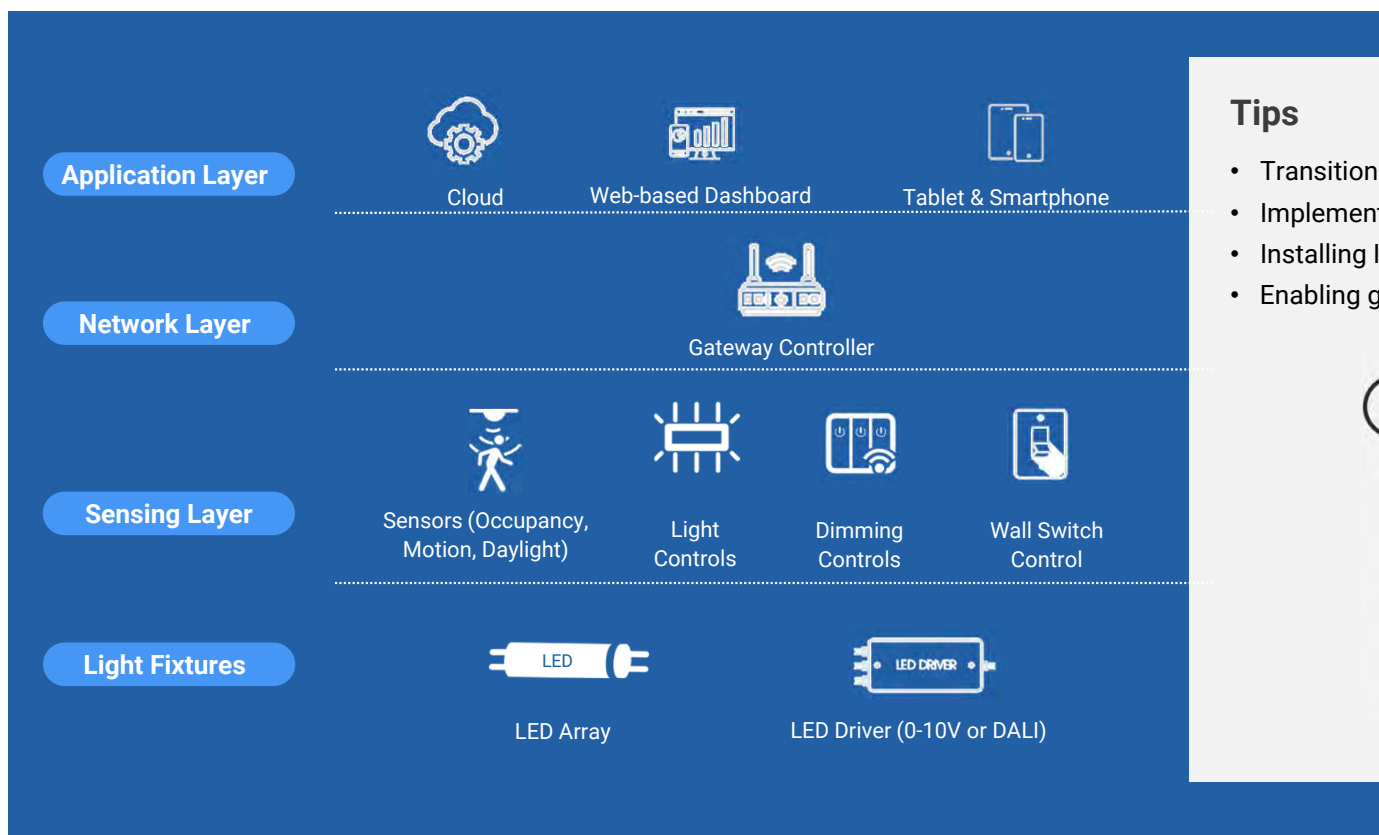 Application Layer
Cloud
Web-based Dashboard
Tablet & Smartphone
Network Layer
Gateway Controller
Sensing Layer
Sensors (Occupancy,
Motion, Daylight)
Light
Controls
Dimming
Controls
Wall Switch
Control
Light Fixtures
LED
LED Array
LED DRIVER
LED Driver (0-10V or DALI)
Tips
• Transition
• Implement
• Installing
• Enabling